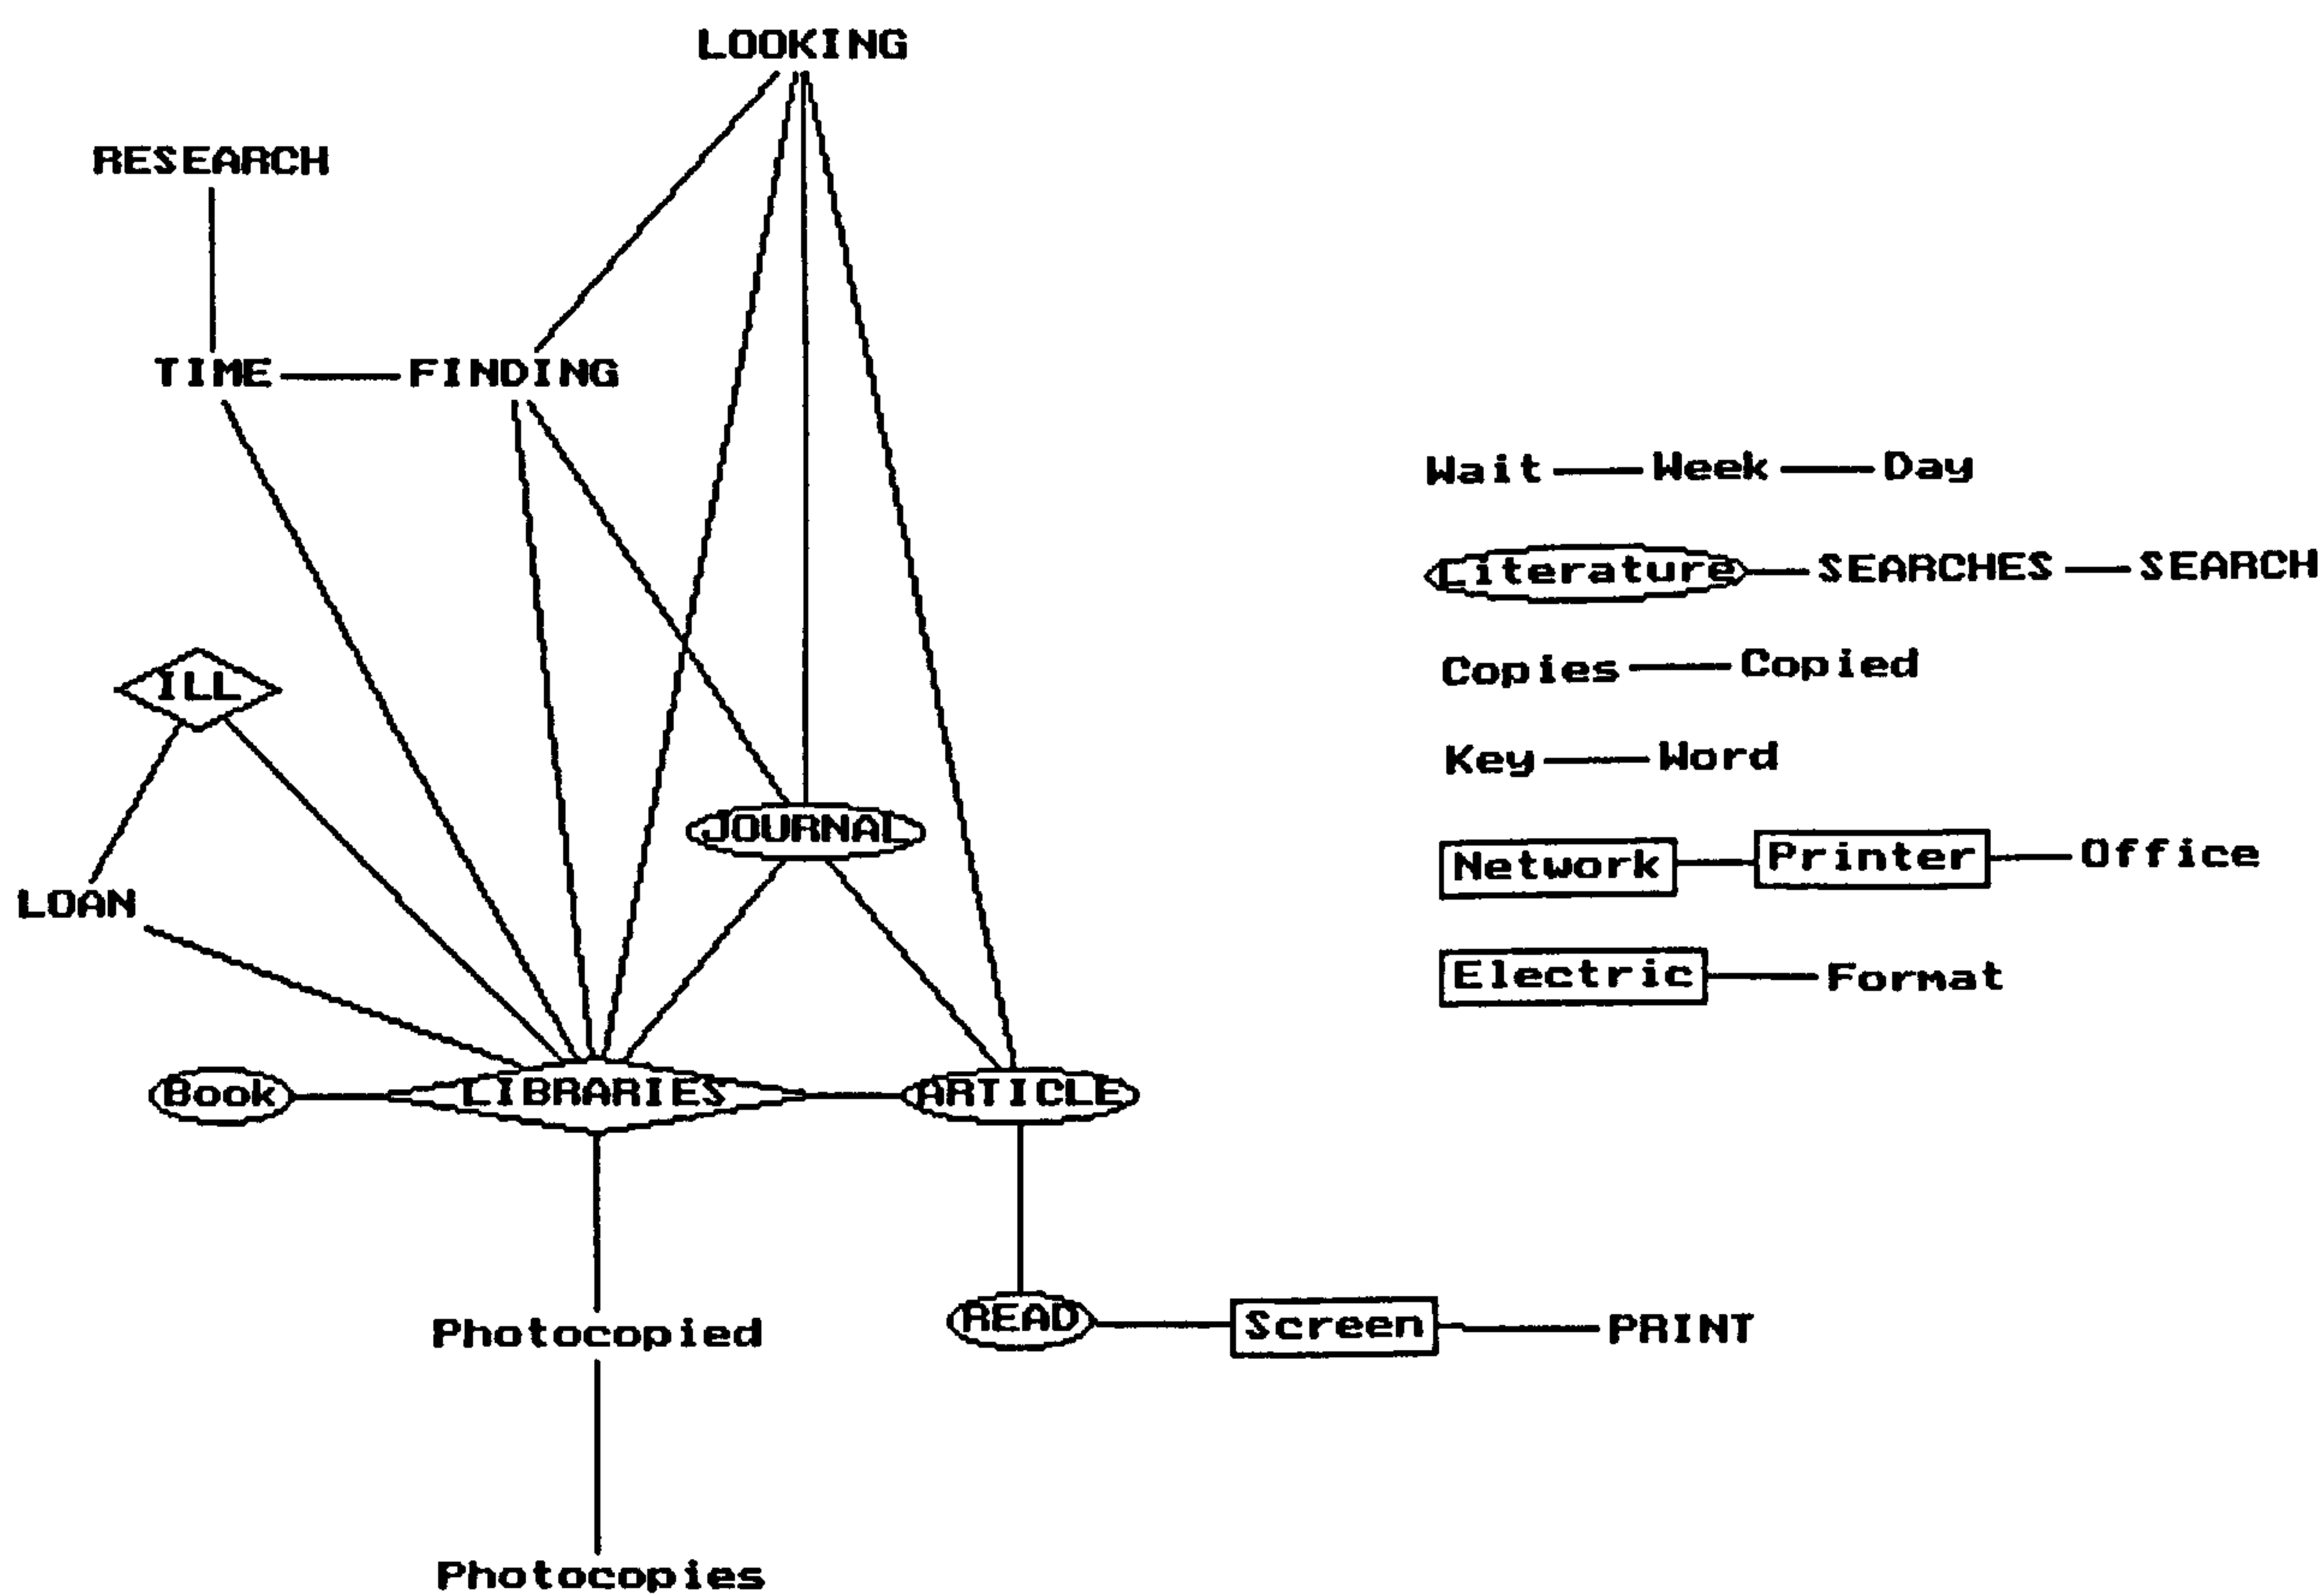 LOOKING
RESEARCH
TIME FINDING
Wait Week Day
Literature SEARCHES SEARCH
Copies Copied
ILL
Key Word
JOURNAL
Network Printer Office
LOAN
Electric Format
Book LIBRARIES ARTICLE
Photocopied READ Screen PRINT
Photocopies